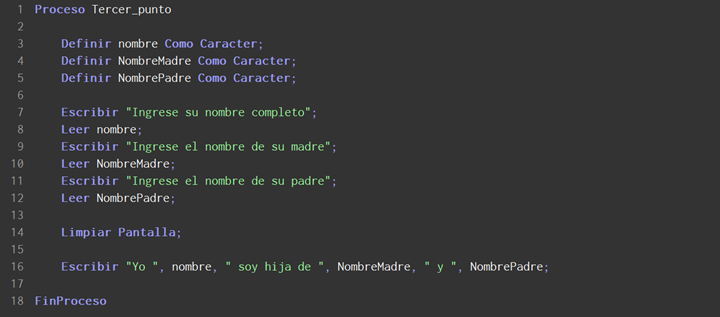 1 Proceso Tercer_punto
2
3 Definir nombre Como Caracter;
4 Definir NombreMadre Como Caracter;
5 Definir NombrePadre Como Caracter;
6
7 Escribir "Ingrese su nombre completo";
8 Leer nombre;
9 Escribir "Ingrese el nombre de su madre";
10 Leer NombreMadre;
11 Escribir "Ingrese el nombre de su padre";
12 Leer NombrePadre;
13
14 Limpiar Pantalla;
15
16 Escribir "Yo ", nombre, " soy hija de ", NombreMadre, " y ", NombrePadre;
17
18 FinProceso